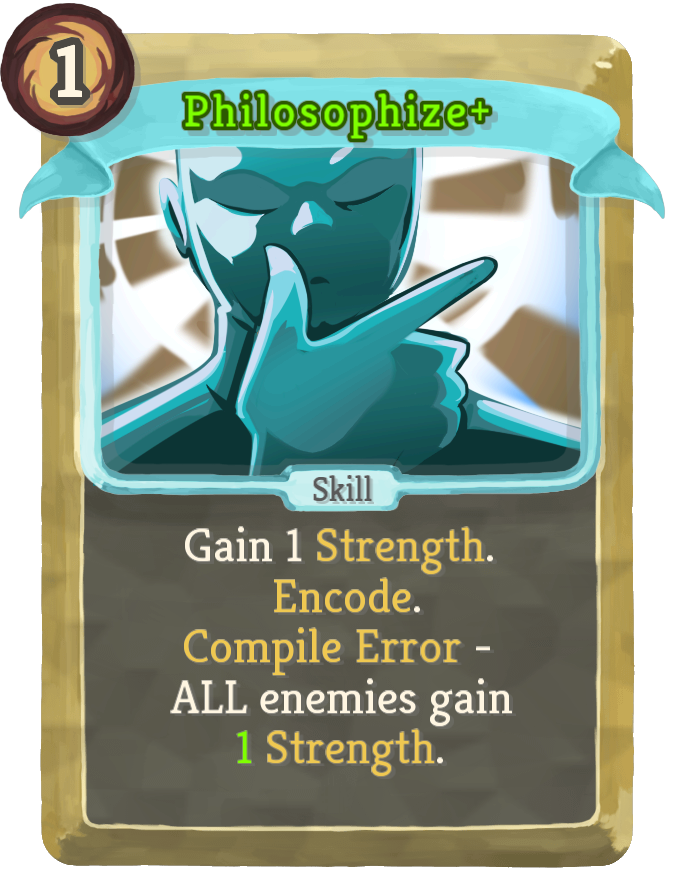 1
Philosophize+
Skill
Gain 1 Strength.
Encode.
Compile Error -
ALL enemies gain
1 Strength.